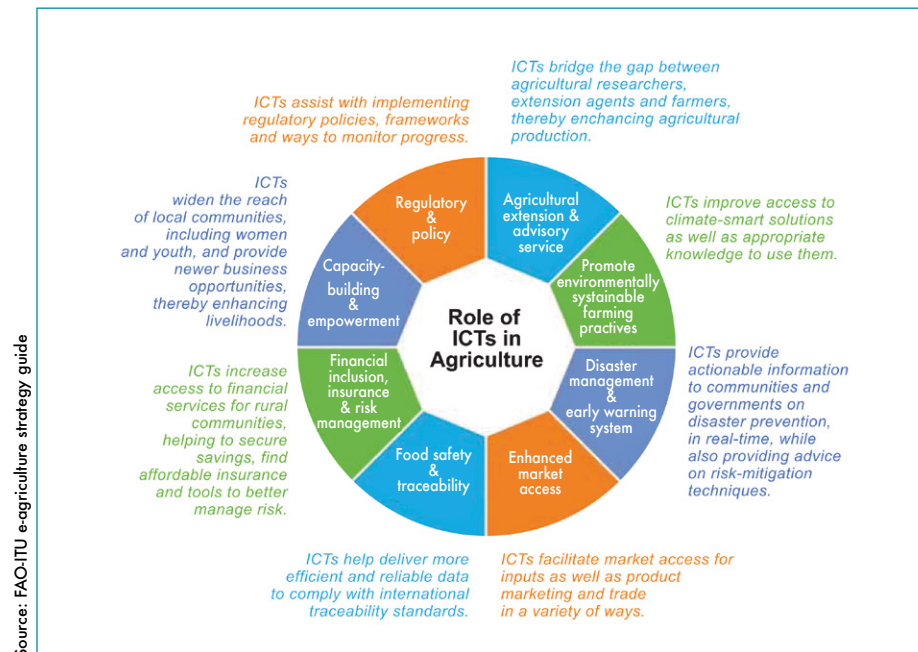 ICTs bridge the gap between
agricultural researchers,
extension agents and farmers,
thereby enchancing agricultural
production.
ICTs assist with implementing
regulatory policies, frameworks
and ways to monitor progress.
ICTs
widen the reach
of local communities,
including women
and youth, and provide
newer business
opportunities,
thereby enhancing
livelihoods.
Regulatory
&
policy
Agricultural
extension &
advisory
service
ICTs improve access to
climate-smart solutions
as well as appropriate
knowledge to use them.
Capacity-
building
&
empowerment
Promote
environmentally
sustainable
farming
practives
Role of
ICTs in
Agriculture
Financial
inclusion,
insurance
& risk
management
Disaster
management
&
early warning
system
ICTs provide
actionable information
to communities and
governments on
disaster prevention,
in real-time, while
also providing advice
on risk-mitigation
techniques.
ICTs increase
access to financial
services for rural
communities,
helping to secure
savings, find
affordable insurance
and tools to better
manage risk.
Food safety
&
traceability
Enhanced
market
access
ICTs help deliver more
efficient and reliable data
to comply with international
traceability standards.
ICTs facilitate market access for
inputs as well as product
marketing and trade
in a variety of ways.
Source: FAO-ITU e-agriculture strategy guide